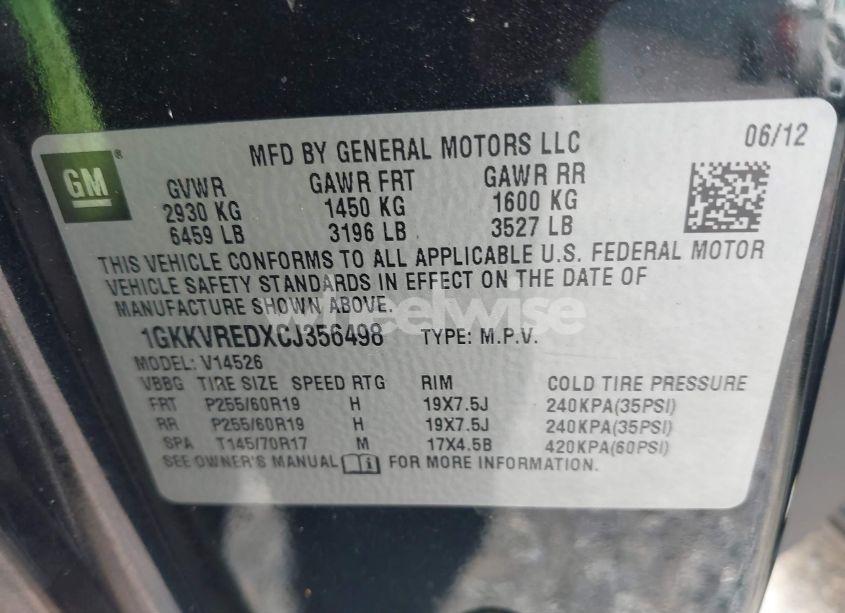 MFD BY GENERAL MOTORS LLC 06/12
GM®
GVWR GAWR FRT GAWR RR
2930 KG 1450 KG 1600 KG
6459 LB 3196 LB 3527 LB
THIS VEHICLE CONFORMS TO ALL APPLICABLE U.S. FEDERAL MOTOR
VEHICLE SAFETY STANDARDS IN EFFECT ON THE DATE OF
MANUFACTURE SHOWN ABOVE.
wheelwise
1GKKVREDXCJ356498 TYPE: M.P.V.
MODEL: V14526
VBBG TIRE SIZE SPEED RTG RIM COLD TIRE PRESSURE
FRT P255/60R19 H 19X7.5J 240KPA(35PSI)
RR P255/60R19 H 19X7.5J 240KPA(35PSI)
SPA T145/70R17 M 17X4.5B 420KPA(60PSI)
SEE OWNER'S MANUAL FOR MORE INFORMATION.